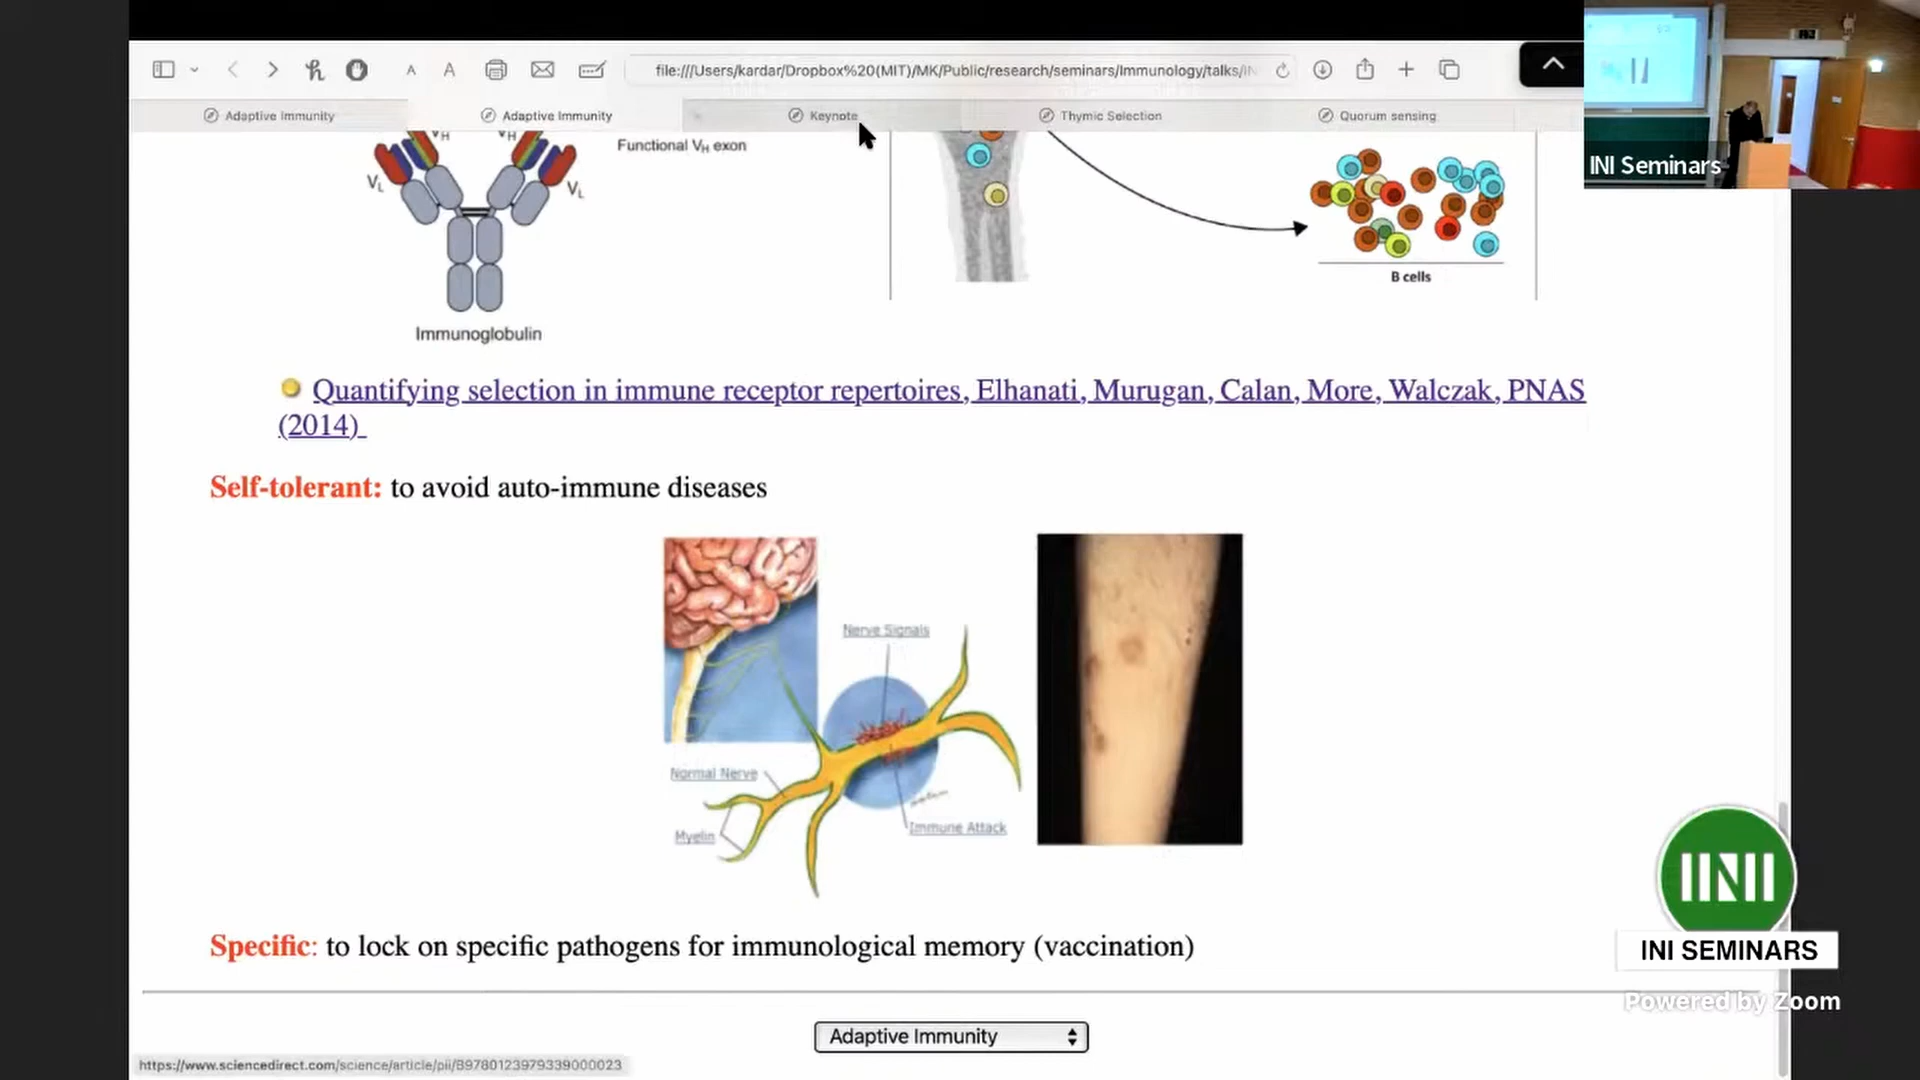 file:///Users/kardar/Dropbox%20(MIT)/MK/Public/research/seminars/Immunology/talks/
Adaptive Immunity
Adaptive Immunity
Keynote
Thymic Selection
Quorum sensing
INI Seminars
VH
VH
VL
VL
Functional VH exon
Immunoglobulin
B cells
Quantifying selection in immune receptor repertoires, Elhanati, Murugan, Calan, More, Walczak, PNAS
(2014)
Self-tolerant: to avoid auto-immune diseases
Nerve Signals
Normal Nerve
Myelin
Immune Attack
Specific: to lock on specific pathogens for immunological memory (vaccination)
INI
INI SEMINARS
Powered by Zoom
Adaptive Immunity
https://www.sciencedirect.com/science/article/pii/B9780123979339000023